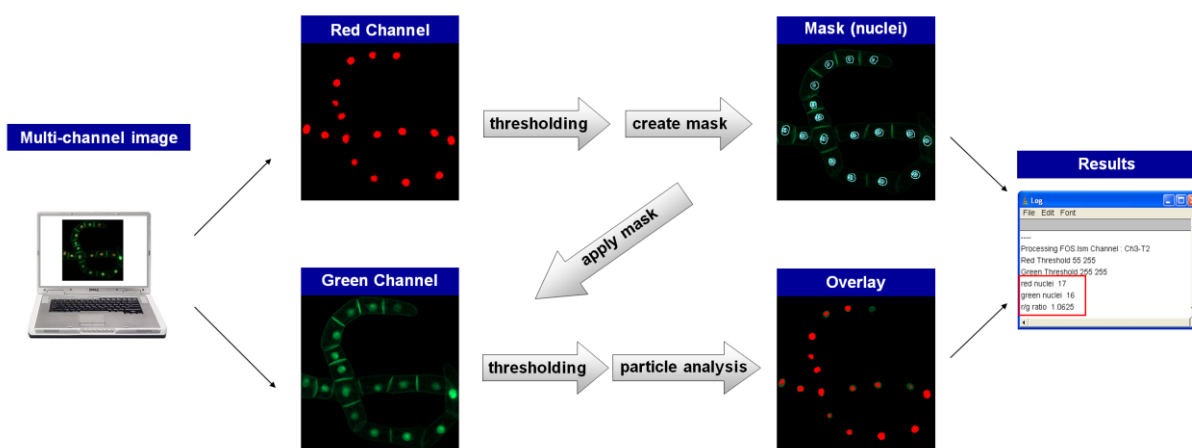 Multi-channel image
Red Channel
thresholding
create mask
Mask (nuclei)
apply mask
Green Channel
thresholding
particle analysis
Overlay
Results
Log
File Edit Font
----
Processing FOS.lsm Channel : Ch3-T2
Red Threshold 55 255
Green Threshold 255 255
red nuclei 17
green nuclei 16
r/g ratio 1.0625